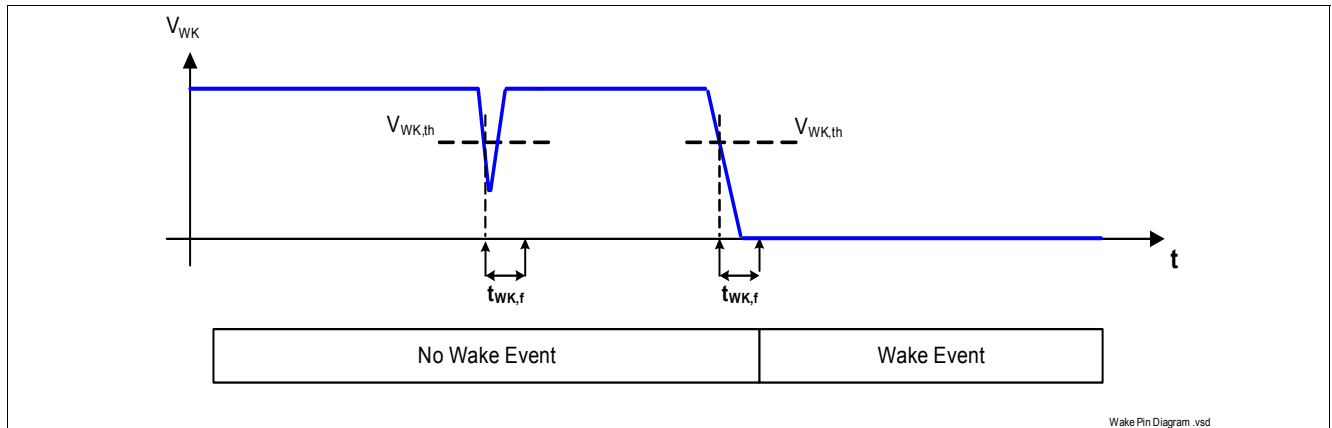 V_WK
V_WK,th
V_WK,th
t
t_WK,f
t_WK,f
No Wake Event
Wake Event
Wake Pin Diagram .vsd